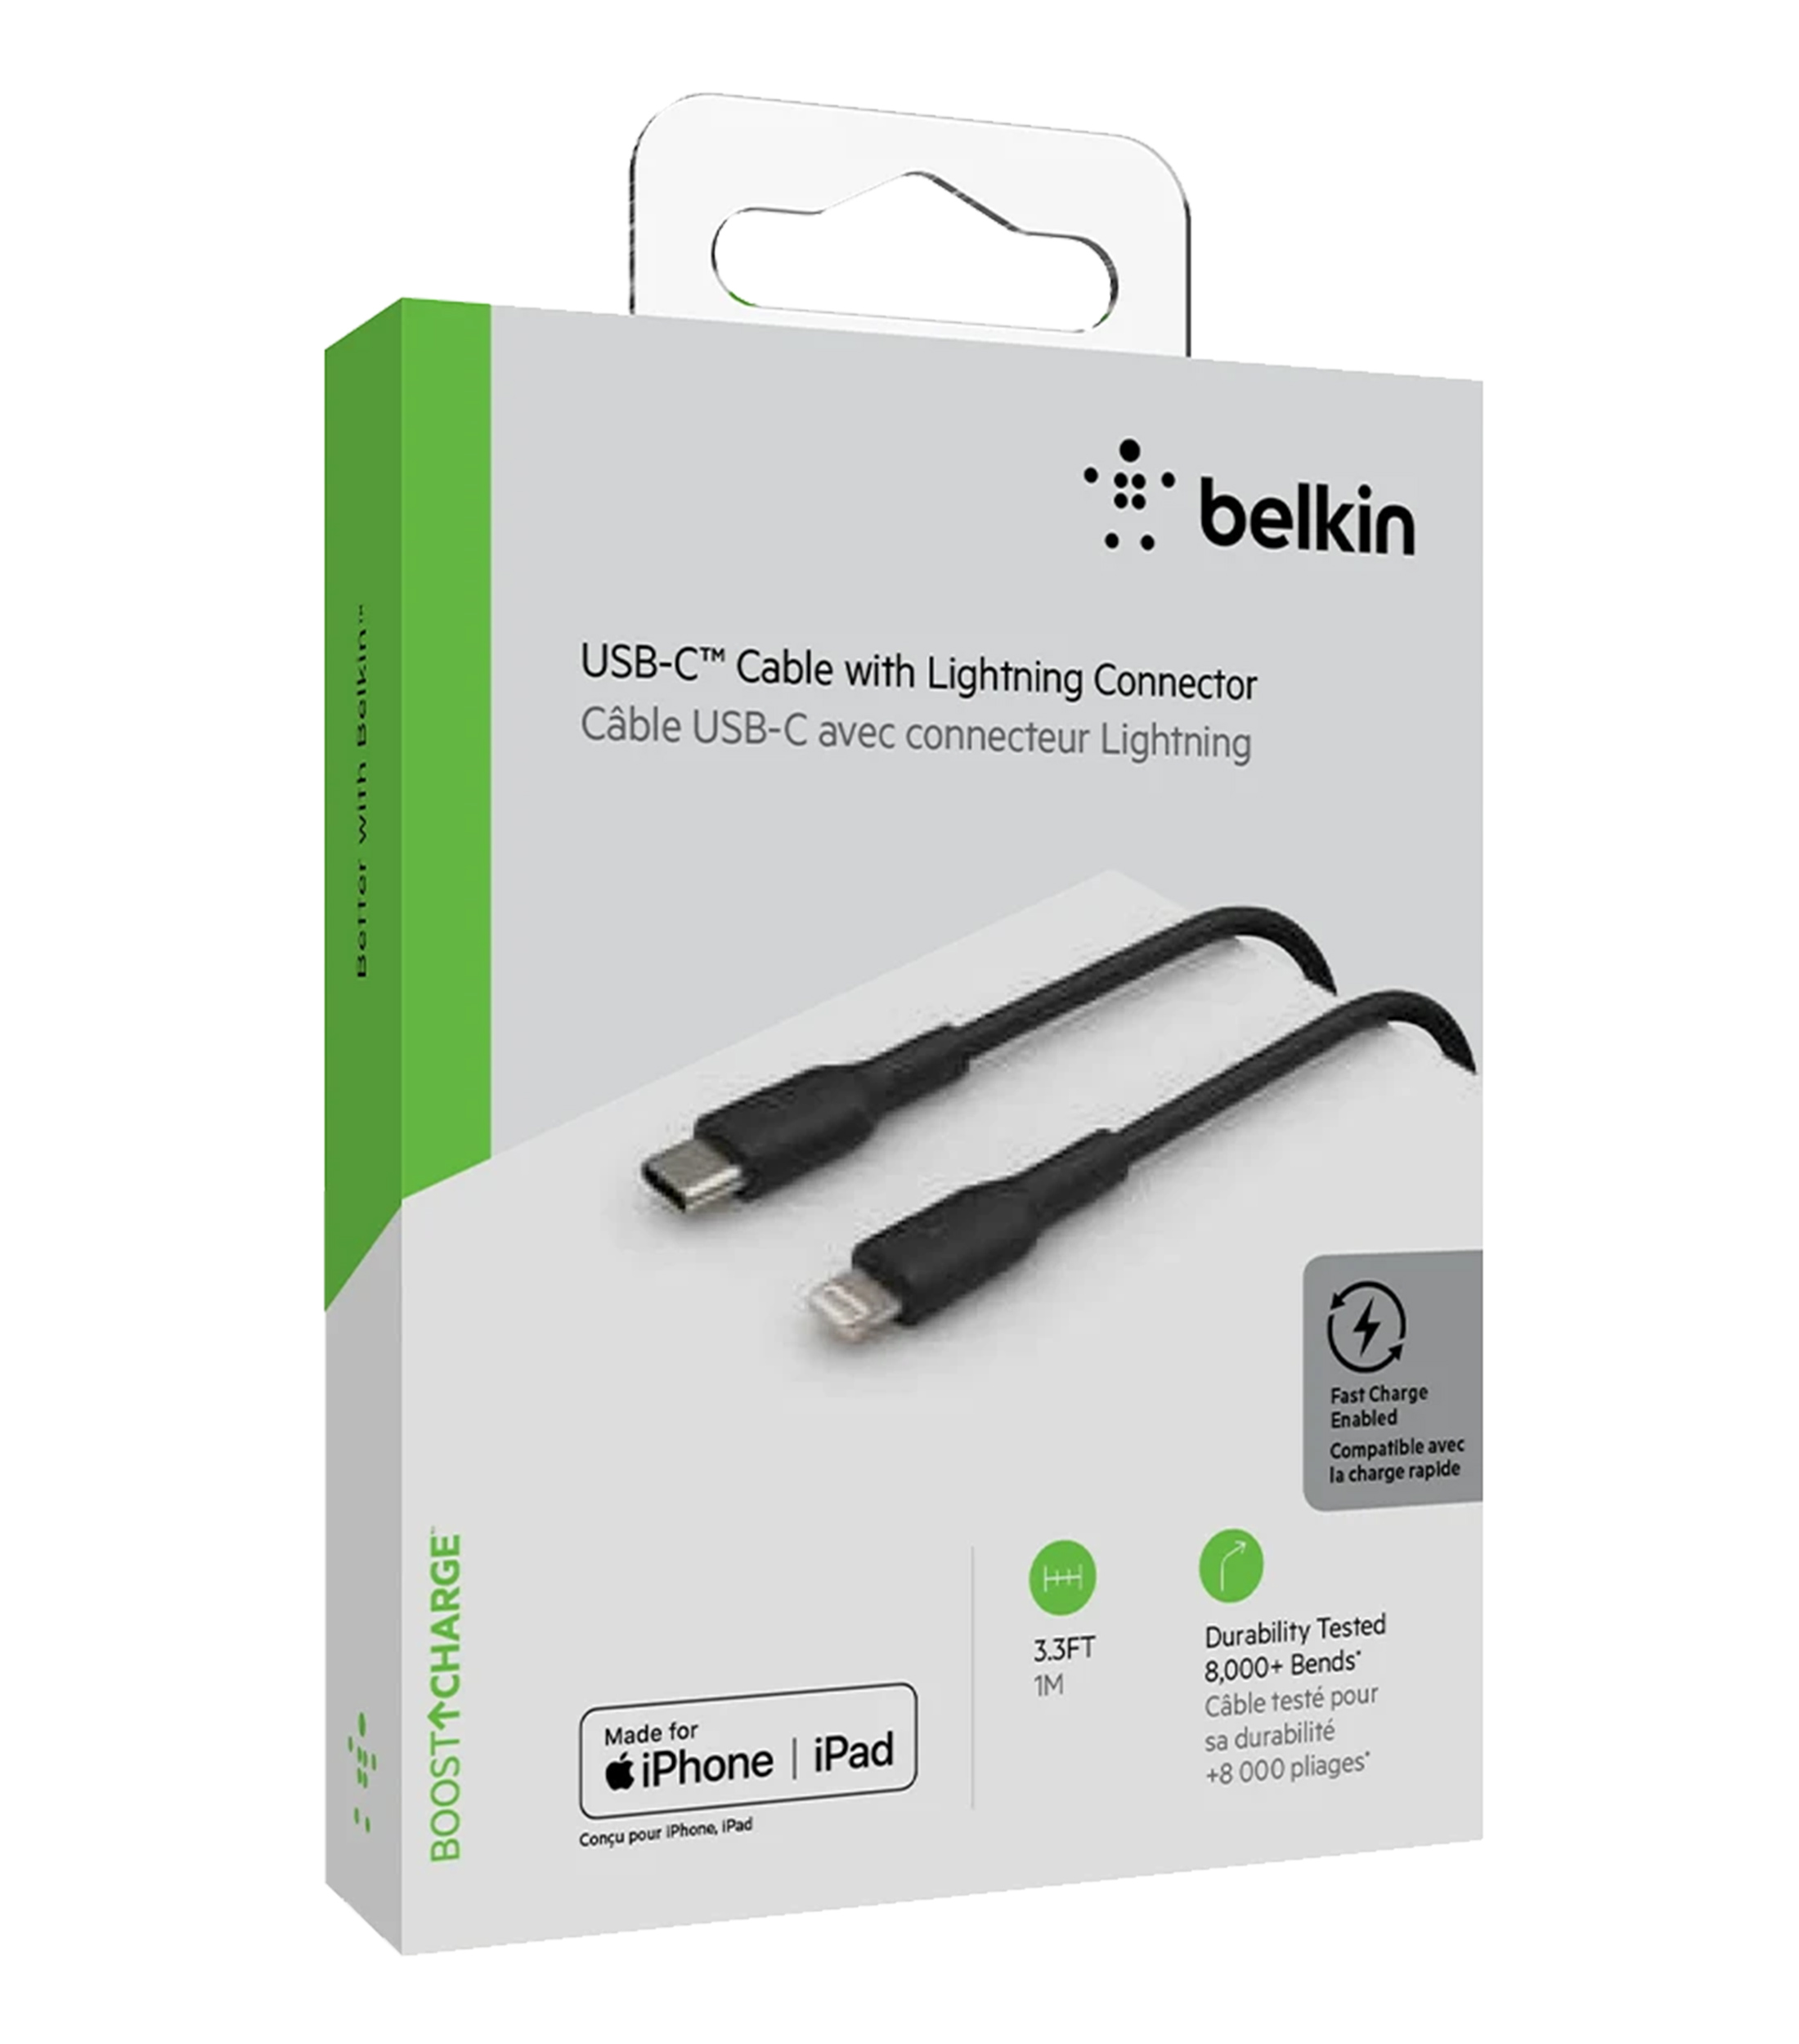 belkin
USB-C™ Cable with Lightning Connector
Câble USB-C avec connecteur Lightning
Better with Belkin™
Fast Charge
Enabled
Compatible avec
la charge rapide
BOOST↑CHARGE™
Made for
iPhone | iPad
Conçu pour iPhone, iPad
3.3FT
1M
Durability Tested
8,000+ Bends*
Câble testé pour
sa durabilité
+8 000 pliages*